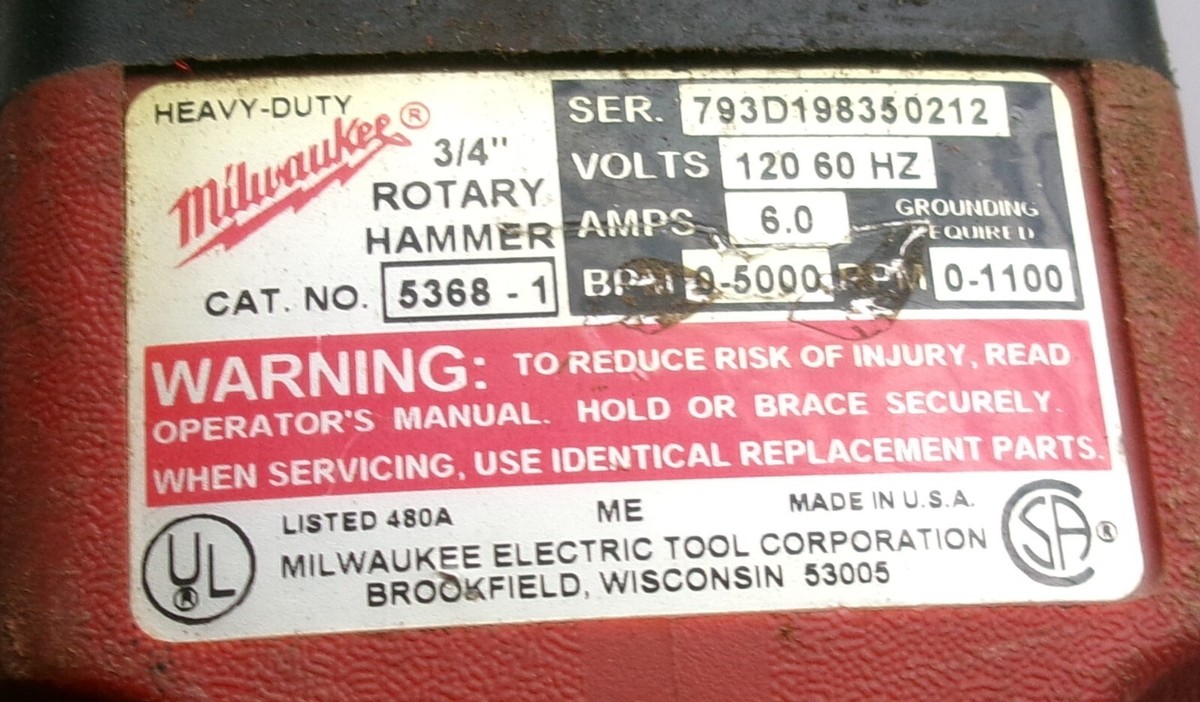 HEAVY-DUTY
Milwaukee®
3/4"
ROTARY
HAMMER
CAT. NO. 5368 - 1
SER. 793D198350212
VOLTS 120 60 HZ
AMPS 6.0
GROUNDING
REQUIRED
BPM 0-5000 RPM 0-1100
WARNING: TO REDUCE RISK OF INJURY, READ
OPERATOR'S MANUAL. HOLD OR BRACE SECURELY.
WHEN SERVICING, USE IDENTICAL REPLACEMENT PARTS.
UL®
LISTED 480A ME MADE IN U.S.A.
MILWAUKEE ELECTRIC TOOL CORPORATION
BROOKFIELD, WISCONSIN 53005
SA®